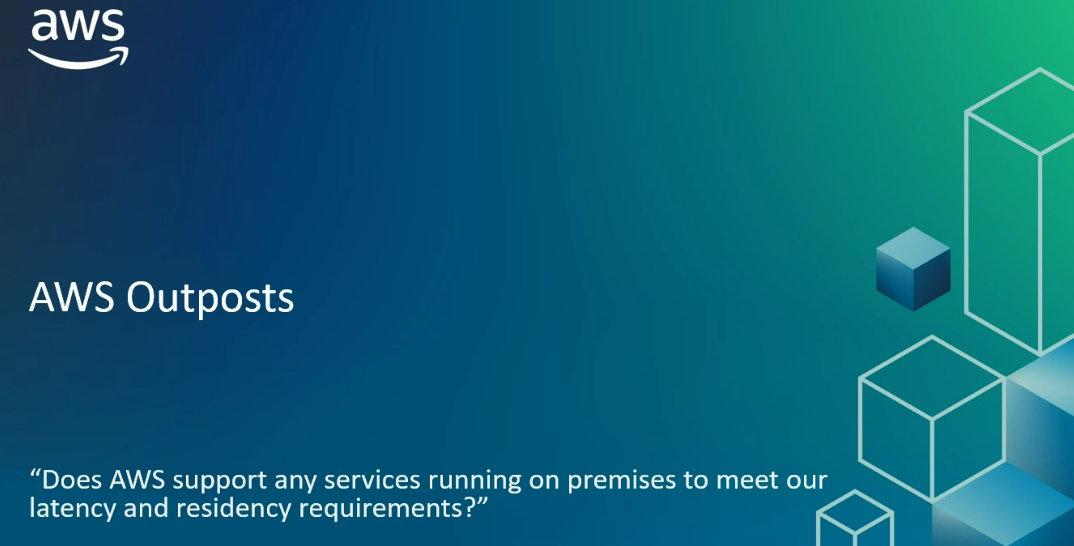 aws
AWS Outposts
“Does AWS support any services running on premises to meet our
latency and residency requirements?”